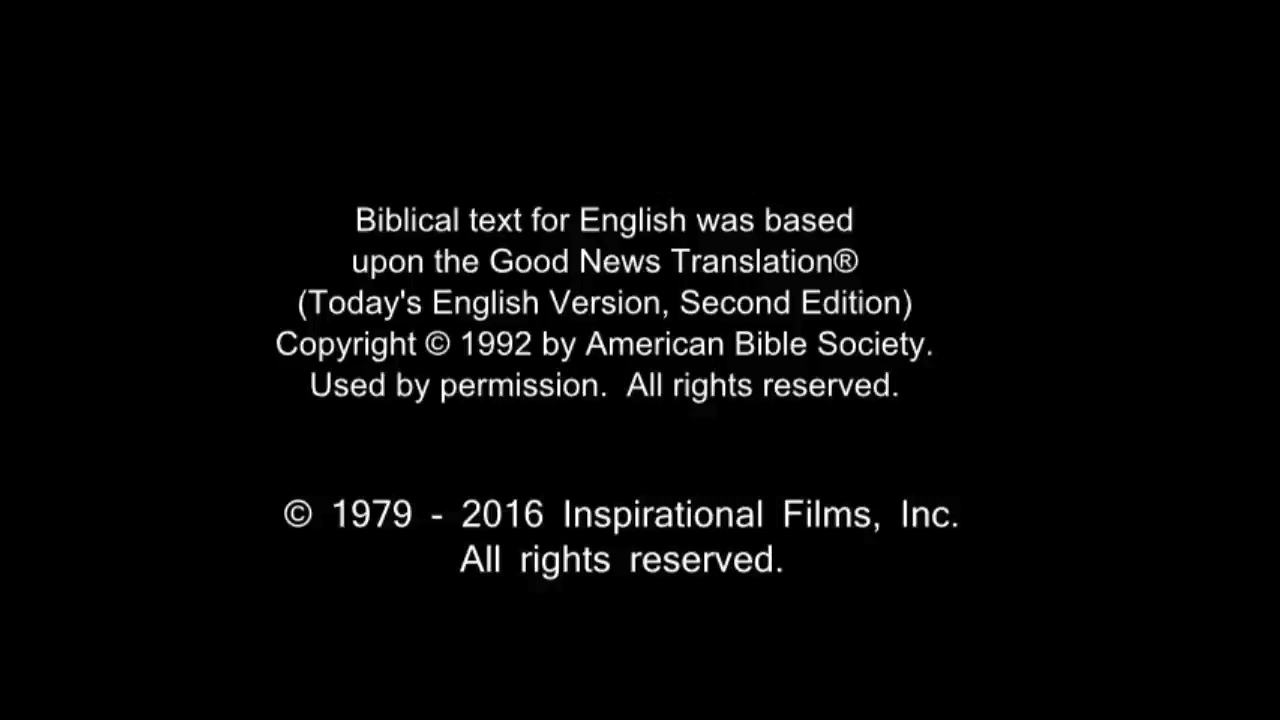 Biblical text for English was based
upon the Good News Translation®
(Today's English Version, Second Edition)
Copyright © 1992 by American Bible Society.
Used by permission.  All rights reserved.
© 1979 - 2016 Inspirational Films, Inc.
All rights reserved.